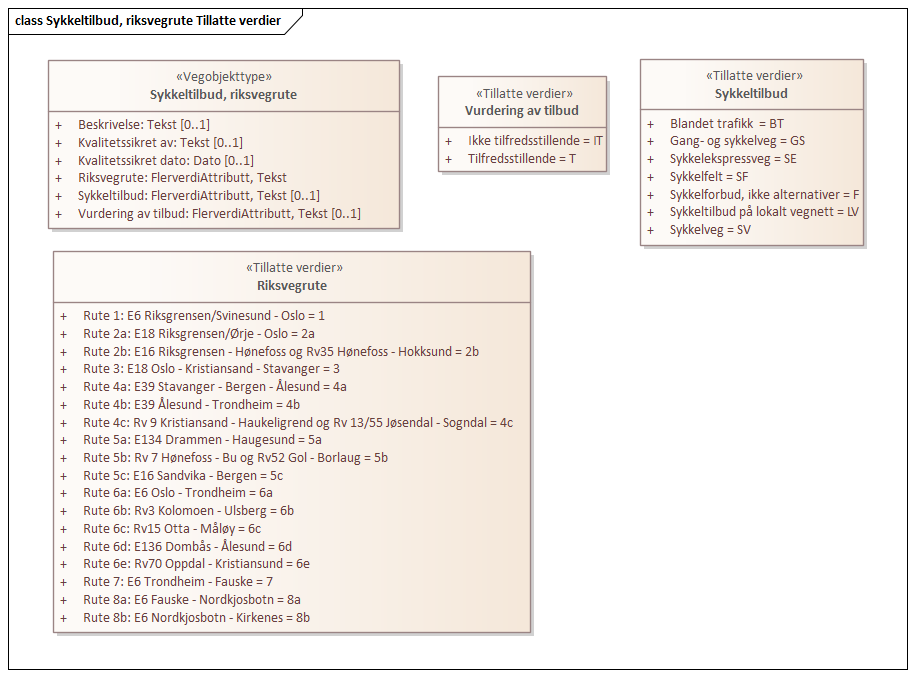 class Sykkeltilbud, riksvegrute Tillatte verdier
«Vegobjekttype»
Sykkeltilbud, riksvegrute
+ Beskrivelse: Tekst [0..1]
+ Kvalitetssikret av: Tekst [0..1]
+ Kvalitetssikret dato: Dato [0..1]
+ Riksvegrute: FlerverdiAttributt, Tekst
+ Sykkeltilbud: FlerverdiAttributt, Tekst [0..1]
+ Vurdering av tilbud: FlerverdiAttributt, Tekst [0..1]
«Tillatte verdier»
Vurdering av tilbud
+ Ikke tilfredsstillende = IT
+ Tilfredsstillende = T
«Tillatte verdier»
Sykkeltilbud
+ Blandet trafikk = BT
+ Gang- og sykkelveg = GS
+ Sykkelekspressveg = SE
+ Sykkelfelt = SF
+ Sykkelforbud, ikke alternativer = F
+ Sykkeltilbud på lokalt vegnett = LV
+ Sykkelveg = SV
«Tillatte verdier»
Riksvegrute
+ Rute 1: E6 Riksgrensen/Svinesund - Oslo = 1
+ Rute 2a: E18 Riksgrensen/Ørje - Oslo = 2a
+ Rute 2b: E16 Riksgrensen - Hønefoss og Rv35 Hønefoss - Hokksund = 2b
+ Rute 3: E18 Oslo - Kristiansand - Stavanger = 3
+ Rute 4a: E39 Stavanger - Bergen - Ålesund = 4a
+ Rute 4b: E39 Ålesund - Trondheim = 4b
+ Rute 4c: Rv 9 Kristiansand - Haukeligrend og Rv 13/55 Jøsendal - Sogndal = 4c
+ Rute 5a: E134 Drammen - Haugesund = 5a
+ Rute 5b: Rv 7 Hønefoss - Bu og Rv52 Gol - Borlaug = 5b
+ Rute 5c: E16 Sandvika - Bergen = 5c
+ Rute 6a: E6 Oslo - Trondheim = 6a
+ Rute 6b: Rv3 Kolomoen - Ulsberg = 6b
+ Rute 6c: Rv15 Otta - Måløy = 6c
+ Rute 6d: E136 Dombås - Ålesund = 6d
+ Rute 6e: Rv70 Oppdal - Kristiansund = 6e
+ Rute 7: E6 Trondheim - Fauske = 7
+ Rute 8a: E6 Fauske - Nordkjosbotn = 8a
+ Rute 8b: E6 Nordkjosbotn - Kirkenes = 8b